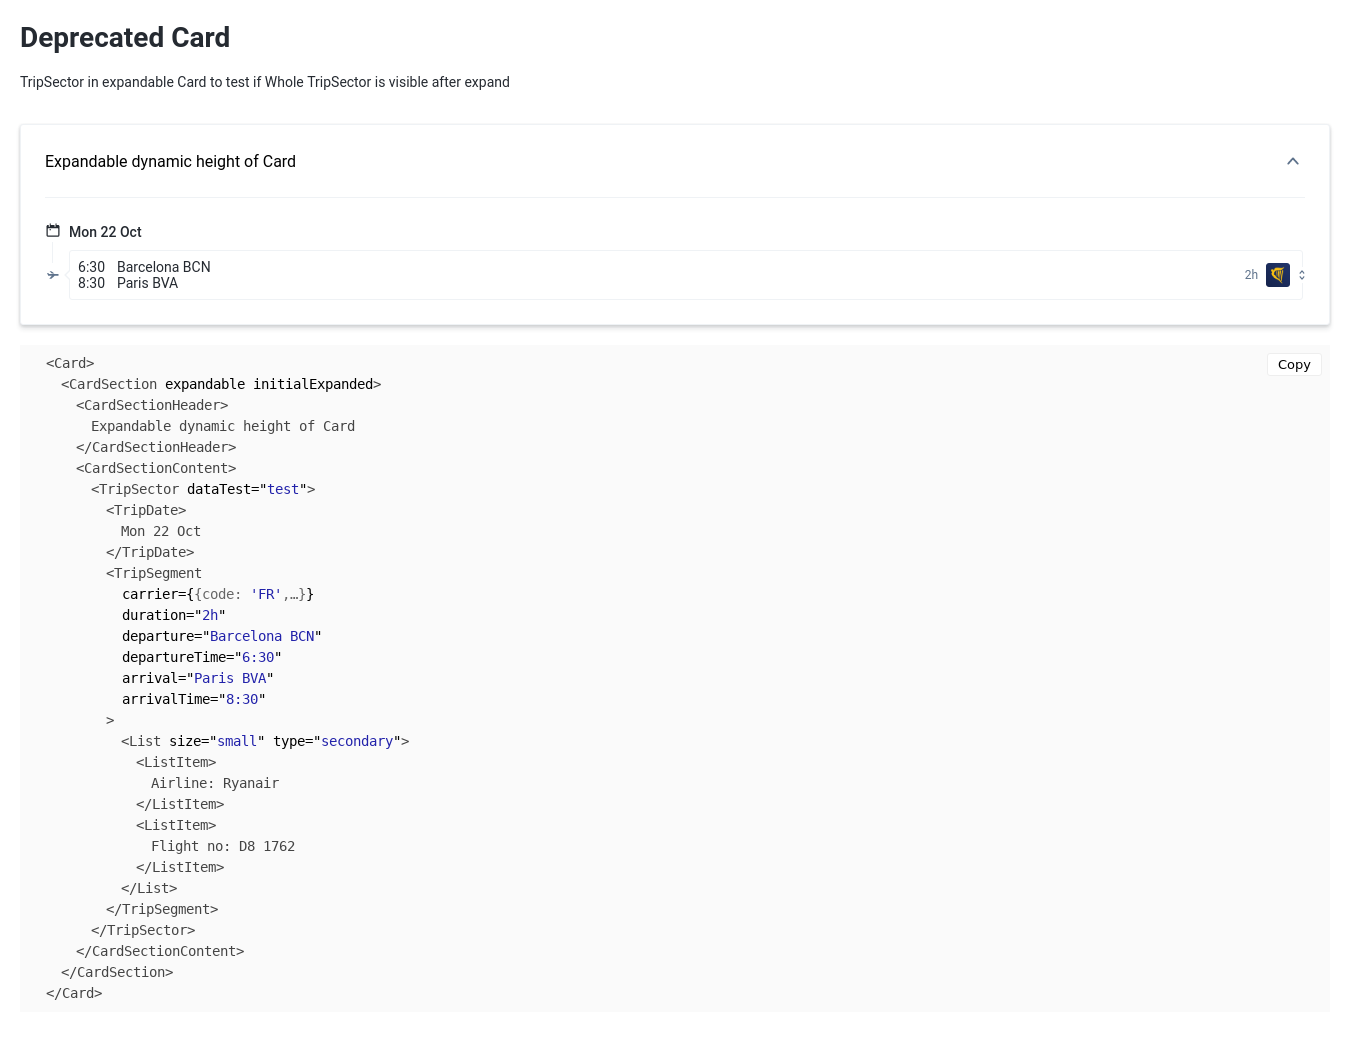 Deprecated Card
TripSector in expandable Card to test if Whole TripSector is visible after expand
Expandable dynamic height of Card
Mon 22 Oct
6:30 Barcelona BCN
8:30 Paris BVA
2h
Copy
<Card>
<CardSection expandable initialExpanded>
<CardSectionHeader>
Expandable dynamic height of Card
</CardSectionHeader>
<CardSectionContent>
<TripSector dataTest="test">
<TripDate>
Mon 22 Oct
</TripDate>
<TripSegment
carrier={{code: 'FR',…}}
duration="2h"
departure="Barcelona BCN"
departureTime="6:30"
arrival="Paris BVA"
arrivalTime="8:30"
>
<List size="small" type="secondary">
<ListItem>
Airline: Ryanair
</ListItem>
<ListItem>
Flight no: D8 1762
</ListItem>
</List>
</TripSegment>
</TripSector>
</CardSectionContent>
</CardSection>
</Card>